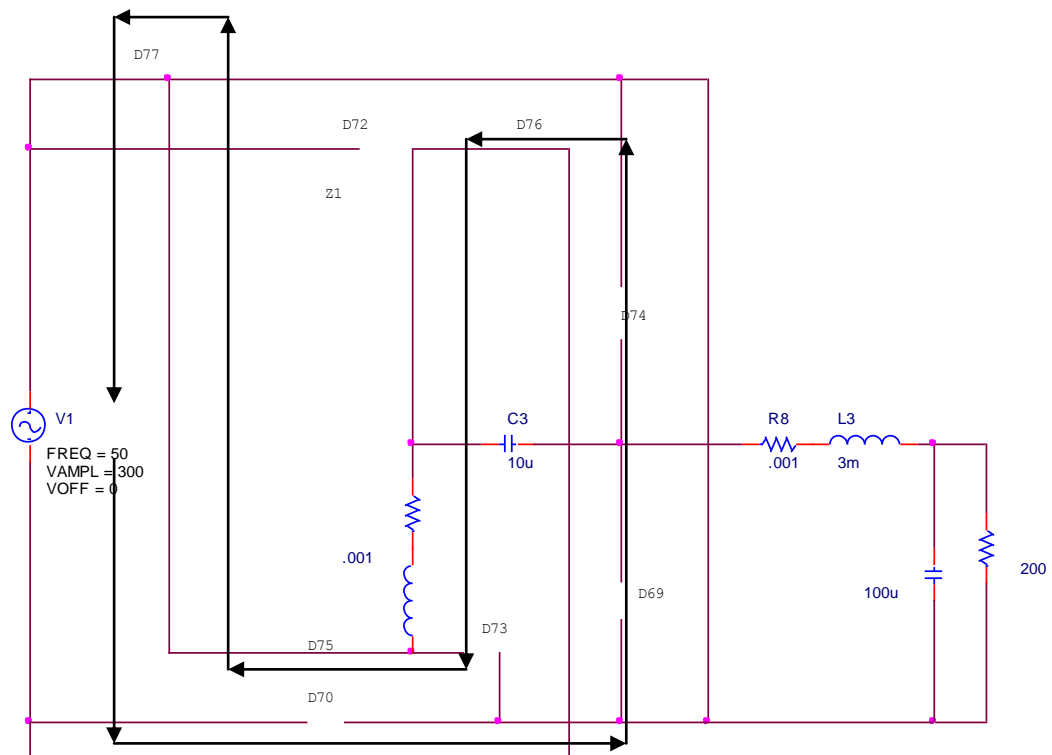 D77
D72
D76
Z1
D74
V1
FREQ = 50
VAMPL = 300
VOFF = 0
C3
10u
R8
.001
L3
3m
.001
100u
200
D69
D73
D75
D70